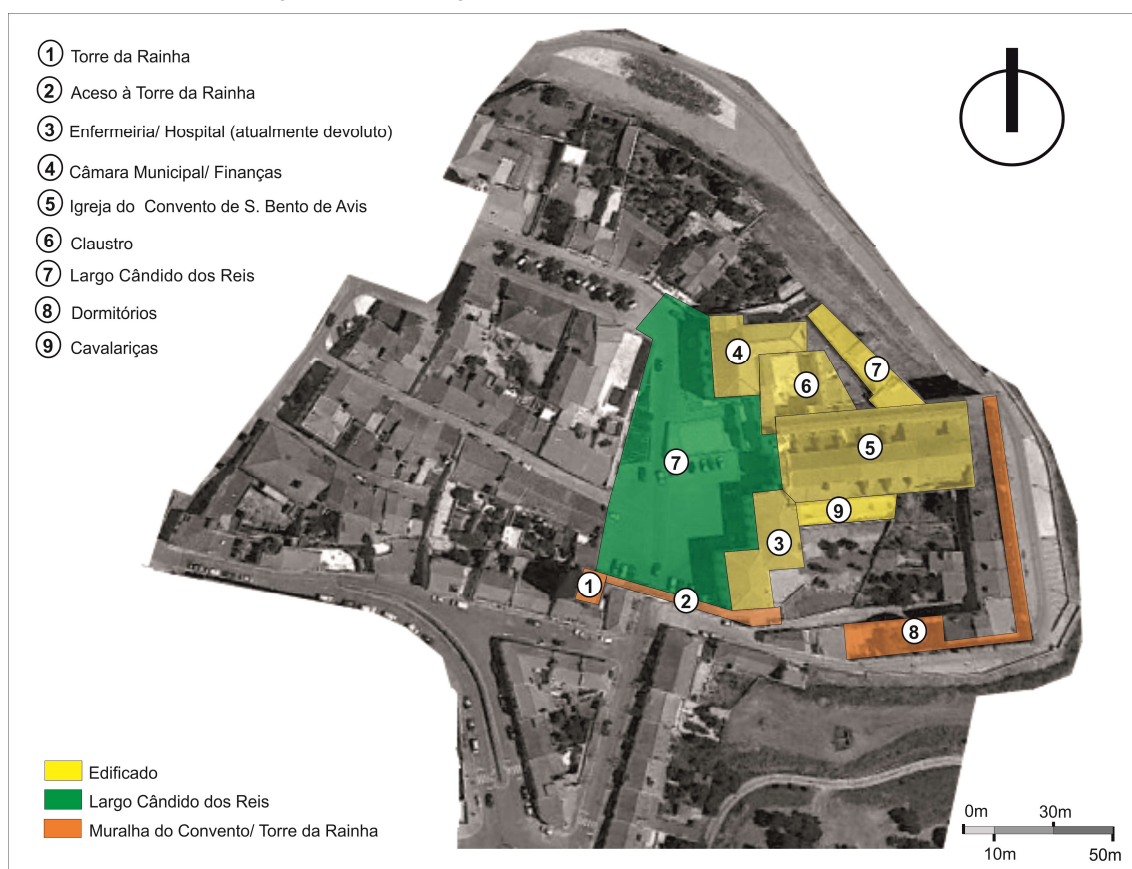 1 Torre da Rainha
2 Aceso à Torre da Rainha
3 Enfermeiria/ Hospital (atualmente devoluto)
4 Câmara Municipal/ Finanças
5 Igreja do Convento de S. Bento de Avis
6 Claustro
7 Largo Cândido dos Reis
8 Dormitórios
9 Cavalariças
4
7
6
5
7
9
3
1
2
8
Edificado
Largo Cândido dos Reis
Muralha do Convento/ Torre da Rainha
0m 30m
10m 50m